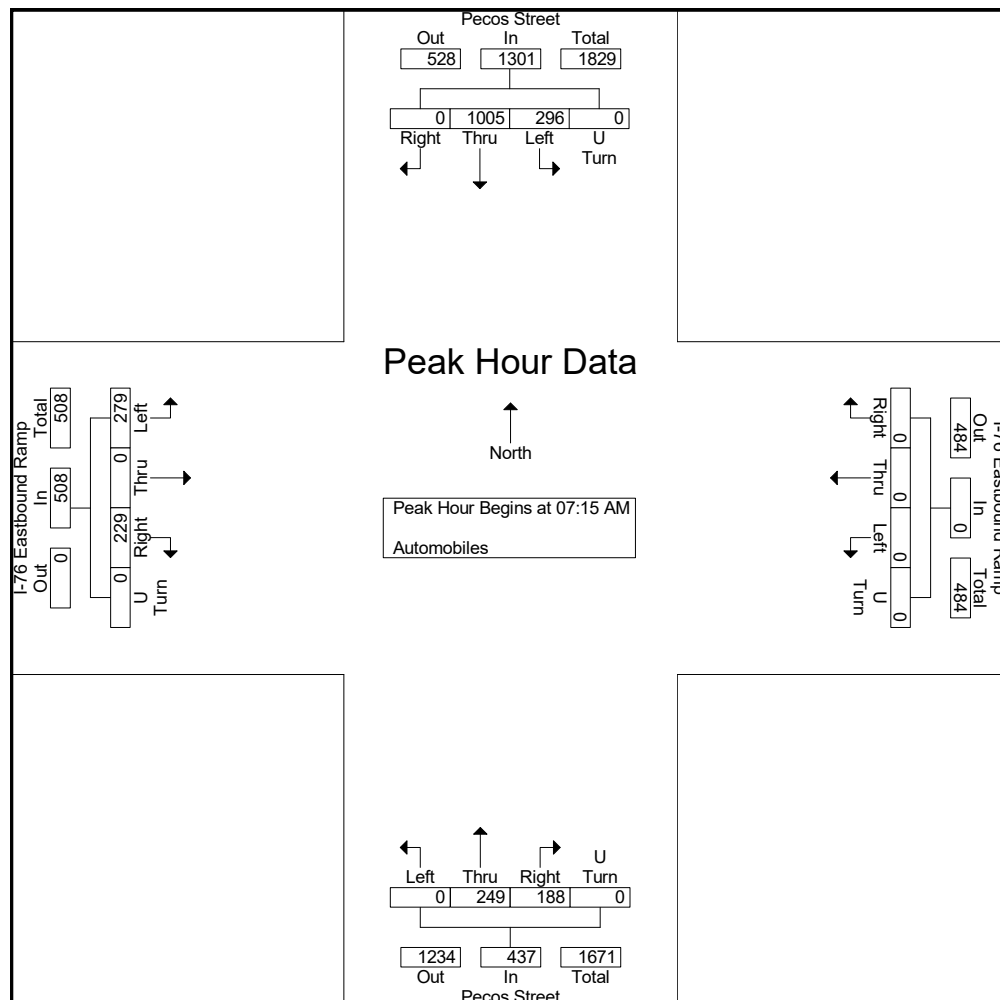 Pecos Street
Out In Total
528 1301 1829
0 1005 296 0
Right Thru Left U
Turn
Peak Hour Data
North
Peak Hour Begins at 07:15 AM
Automobiles
I-76 Eastbound Ramp
Out In Total
0 508 508
279 0 229 0
Left Thru Right U
Turn
I-76 Eastbound Ramp
Out In Total
484 0 484
0 0 0 0
Right Thru Left U
Turn
U
Left Thru Right Turn
0 249 188 0
1234 437 1671
Out In Total
Pecos Street